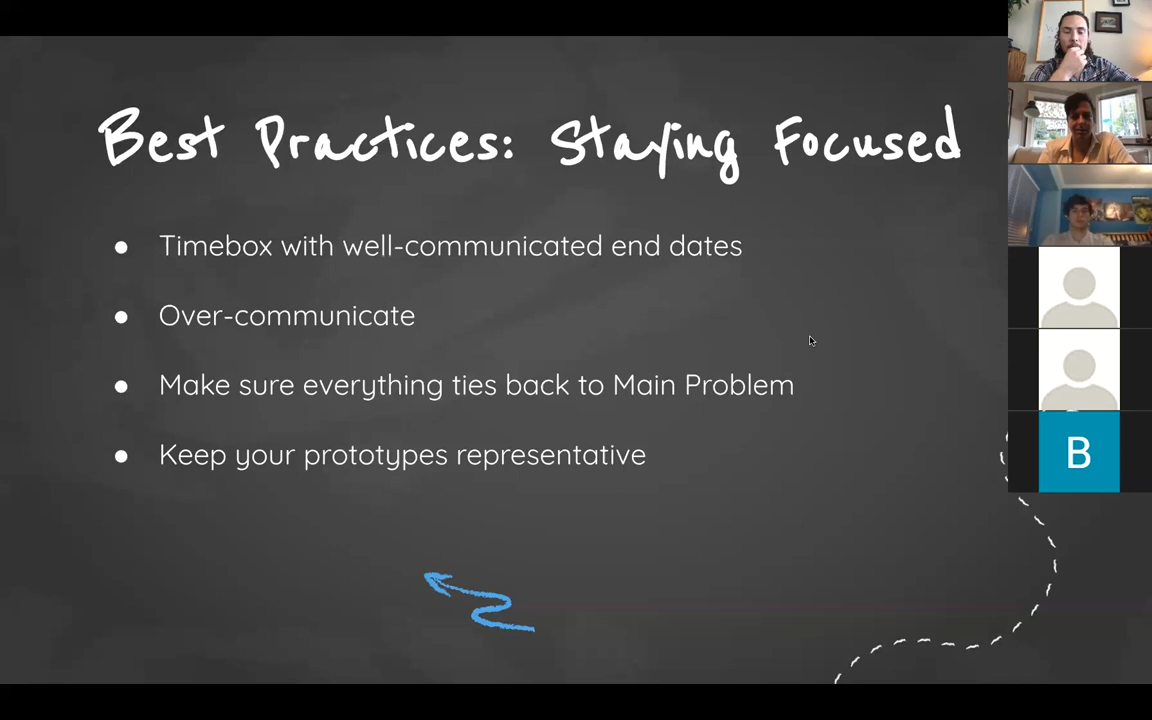 Best Practices: Staying Focused
● Timebox with well-communicated end dates
● Over-communicate
● Make sure everything ties back to Main Problem
● Keep your prototypes representative
B